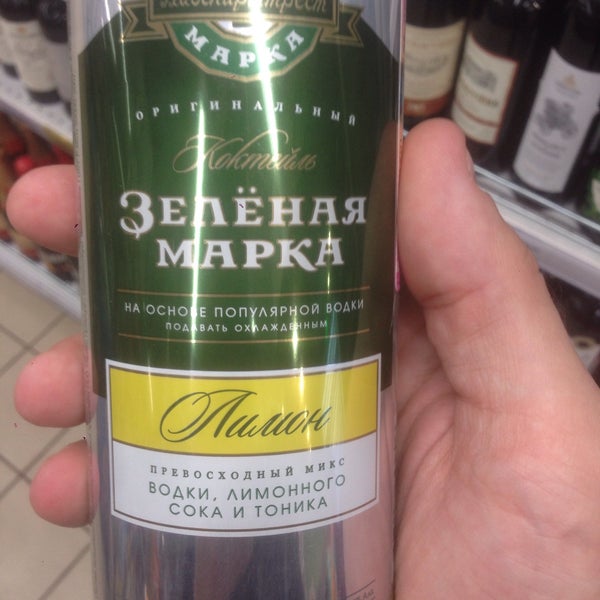 МАРКА
ОРИГИНАЛЬНЫЙ
Коктейль
ЗЕЛЁНАЯ
МАРКА
НА ОСНОВЕ ПОПУЛЯРНОЙ ВОДКИ
ПОДАВАТЬ ОХЛАЖДЕННЫМ
Лимон
ПРЕВОСХОДНЫЙ МИКС
ВОДКИ, ЛИМОННОГО
СОКА И ТОНИКА